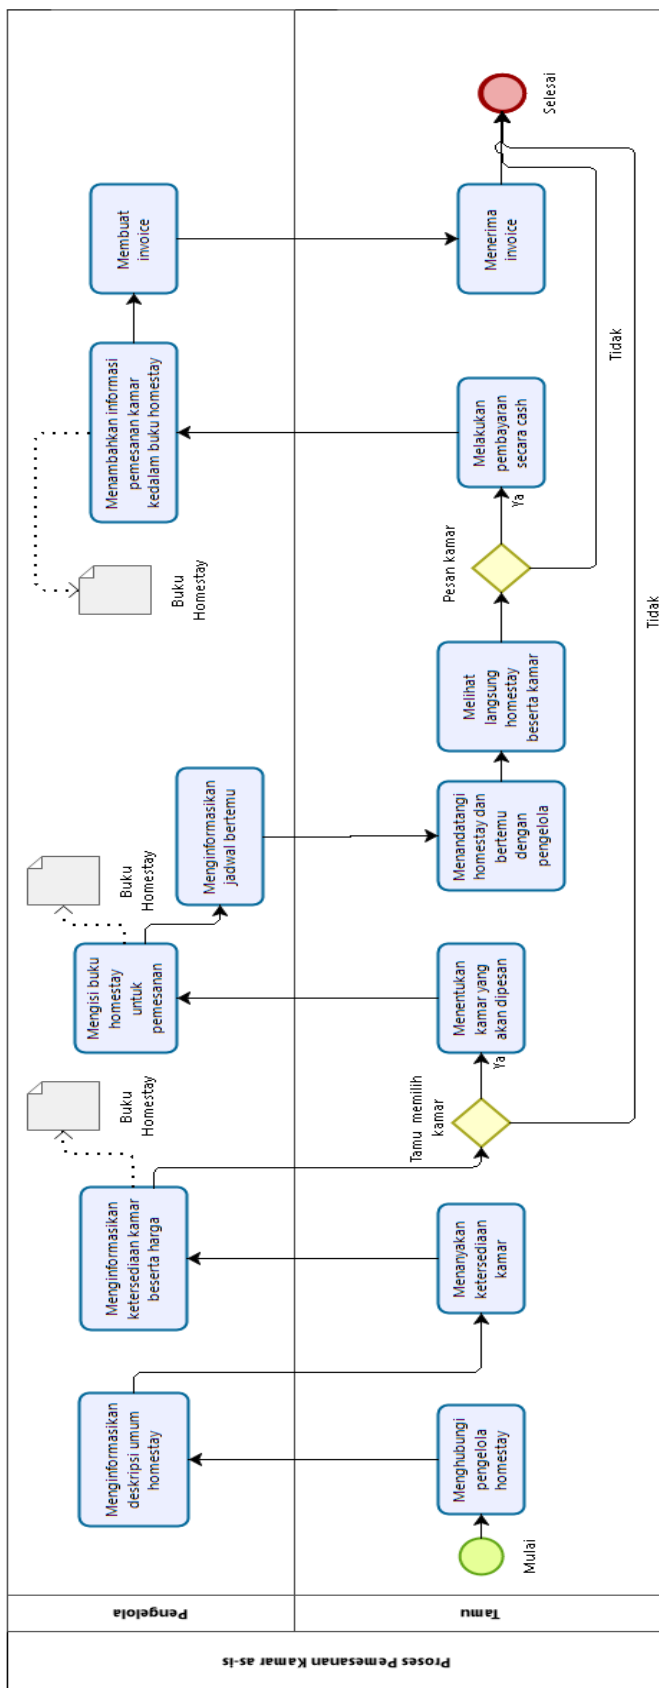 Proses Pemesanan Kamar as-is
Pengelola
Tamu
Mulai
Menghubungi
pengelola
homestay
Menginformasikan
deskripsi umum
homestay
Menanyakan
ketersediaan
kamar
Menginformasikan
ketersediaan kamar
beserta harga
Buku
Homestay
Tamu memilih
kamar
Ya
Tidak
Menentukan
kamar yang
akan dipesan
Mengisi buku
homestay
untuk
pemesanan
Buku
Homestay
Menginformasikan
jadwal bertemu
Menandatangi
homestay dan
bertemu
dengan
pengelola
Melihat
langsung
homestay
beserta kamar
Pesan kamar
Ya
Tidak
Melakukan
pembayaran
secara cash
Menambahkan informasi
pemesanan kamar
kedalam buku homestay
Buku
Homestay
Membuat
invoice
Menerima
invoice
Selesai